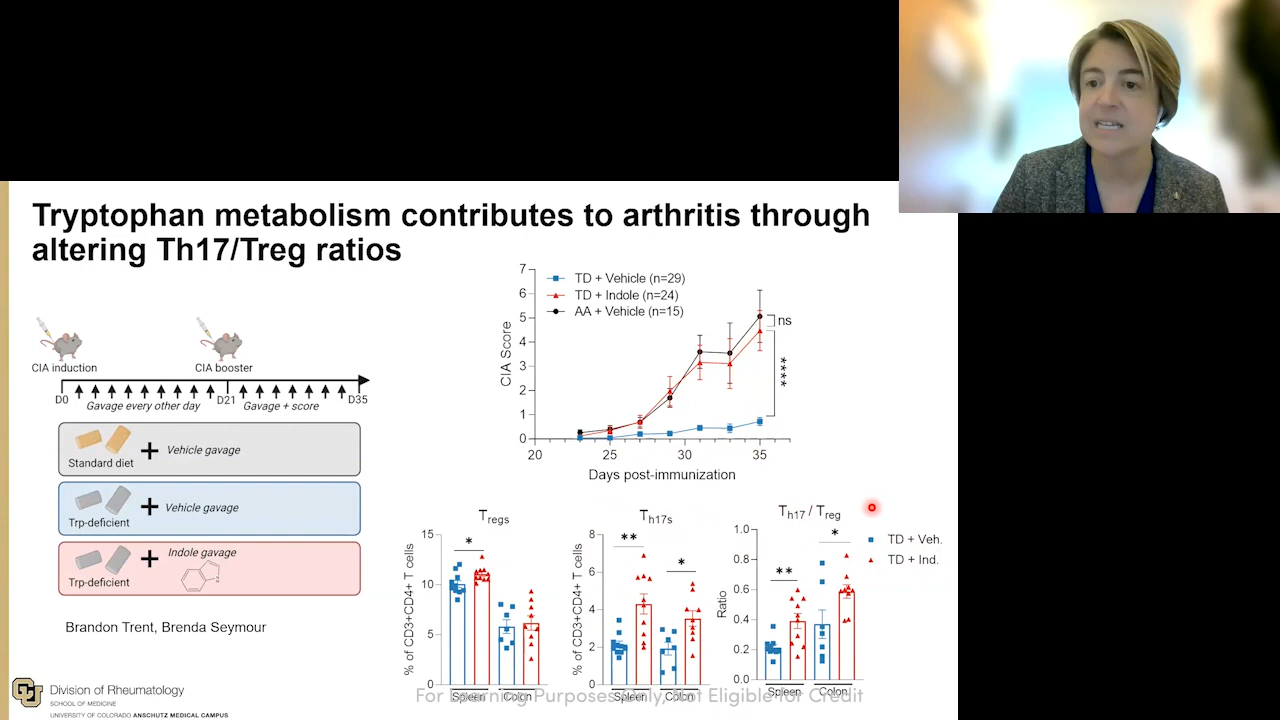 Tryptophan metabolism contributes to arthritis through
altering Th17/Treg ratios
CIA induction
CIA booster
D0
Gavage every other day
D21
Gavage + score
D35
Standard diet
+
Vehicle gavage
Trp-deficient
+
Vehicle gavage
Trp-deficient
+
Indole gavage
N
H
Brandon Trent, Brenda Seymour
CIA Score
7
6
5
4
3
2
1
0
TD + Vehicle (n=29)
TD + Indole (n=24)
AA + Vehicle (n=15)
ns
****
20
25
30
35
Days post-immunization
Tregs
% of CD3+CD4+ T cells
15
10
5
0
*
Spleen
Colon
Th17s
% of CD3+CD4+ T cells
8
6
4
2
0
**
*
Spleen
Colon
Th17 / Treg
Ratio
1.0
0.8
0.6
0.4
0.2
0.0
**
*
Spleen
Colon
TD + Veh.
TD + Ind.
CU
Division of Rheumatology
SCHOOL OF MEDICINE
UNIVERSITY OF COLORADO ANSCHUTZ MEDICAL CAMPUS
For Learning Purposes Only, Not Eligible for Credit